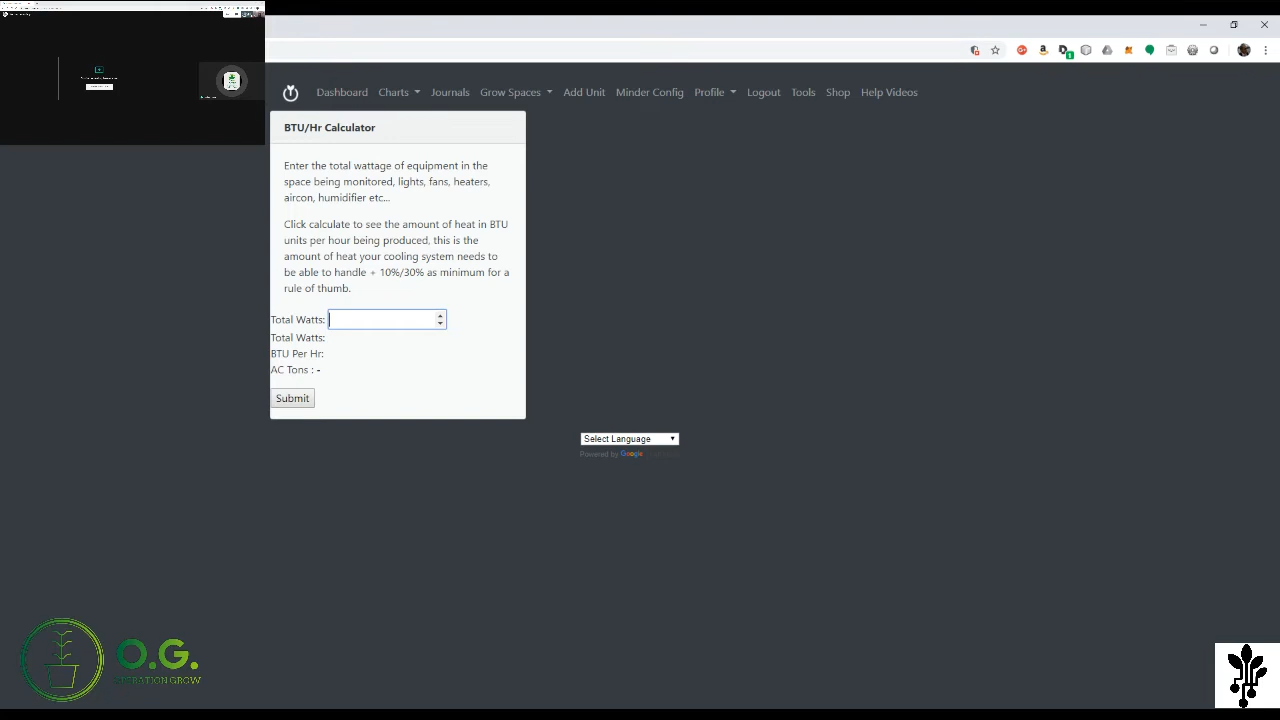 Dashboard Charts Journals Grow Spaces Add Unit Minder Config Profile Logout Tools Shop Help Videos
BTU/Hr Calculator
Enter the total wattage of equipment in the
space being monitored, lights, fans, heaters,
aircon, humidifier etc...
Click calculate to see the amount of heat in BTU
units per hour being produced, this is the
amount of heat your cooling system needs to
be able to handle + 10%/30% as minimum for a
rule of thumb.
Total Watts:
Total Watts:
BTU Per Hr:
AC Tons : -
Submit
Select Language
Powered by Google
O.G.